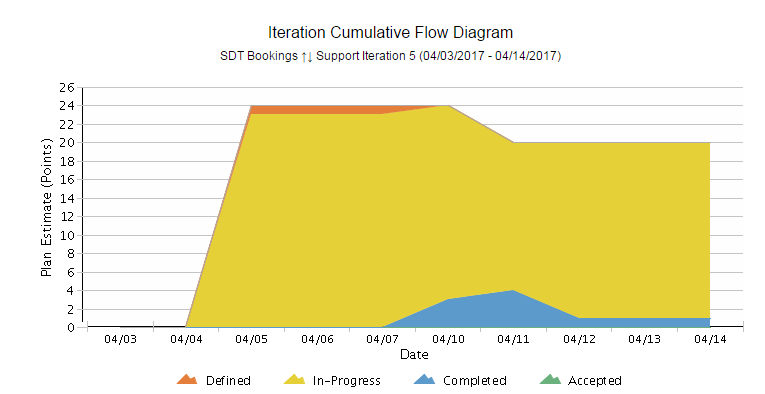 Iteration Cumulative Flow Diagram
SDT Bookings ↑↓ Support Iteration 5 (04/03/2017 - 04/14/2017)
Plan Estimate (Points)
26
24
22
20
18
16
14
12
10
8
6
4
2
0
04/03 04/04 04/05 04/06 04/07 04/10 04/11 04/12 04/13 04/14
Date
Defined In-Progress Completed Accepted